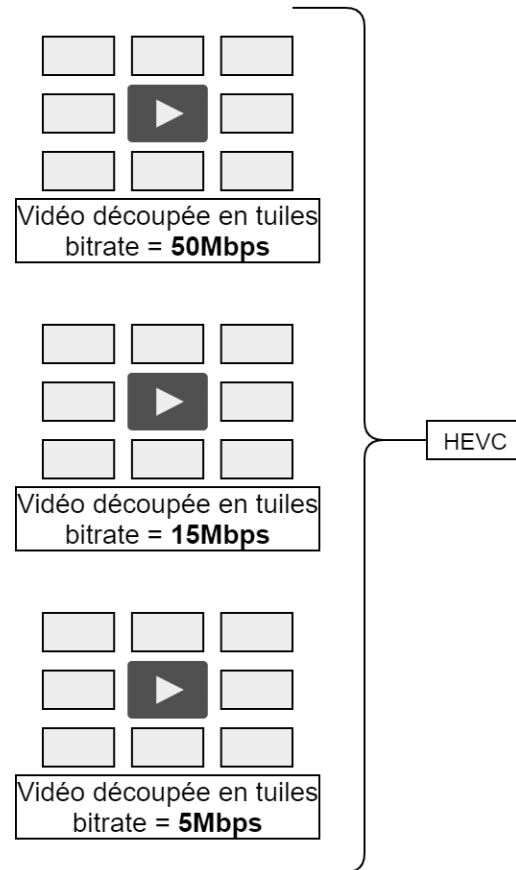 Vidéo découpée en tuiles
bitrate = 50Mbps
Vidéo découpée en tuiles
bitrate = 15Mbps
HEVC
Vidéo découpée en tuiles
bitrate = 5Mbps